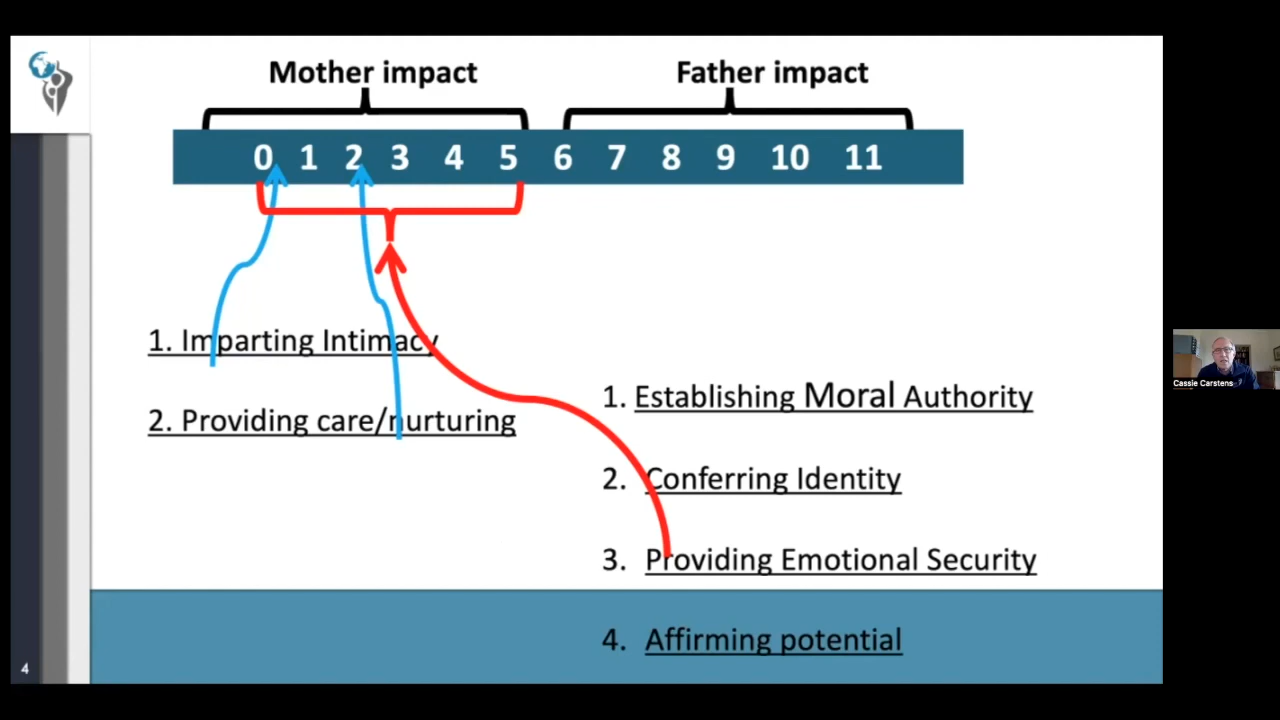 Mother impact
Father impact
0 1 2 3 4 5 6 7 8 9 10 11
1. Imparting Intimacy
2. Providing care/nurturing
1. Establishing Moral Authority
2. Conferring Identity
3. Providing Emotional Security
4. Affirming potential
4
Cassie Carstens